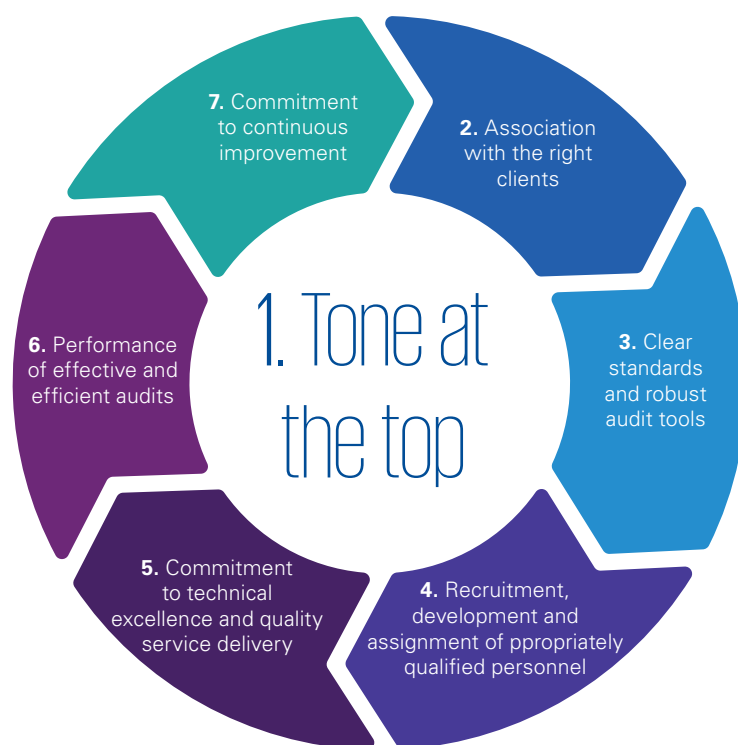 1. Tone at
the top
2. Association
with the right
clients
3. Clear
standards
and robust
audit tools
4. Recruitment,
development and
assignment of ppropriately
qualified personnel
5. Commitment
to technical
excellence and quality
service delivery
6. Performance
of effective and
efficient audits
7. Commitment
to continuous
improvement